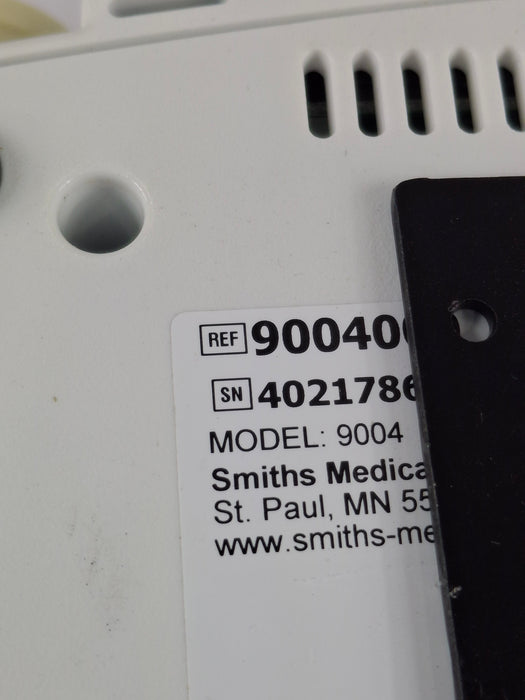 REF 90040
SN 4021786
MODEL: 9004
Smiths Medica
St. Paul, MN 55
www.smiths-me